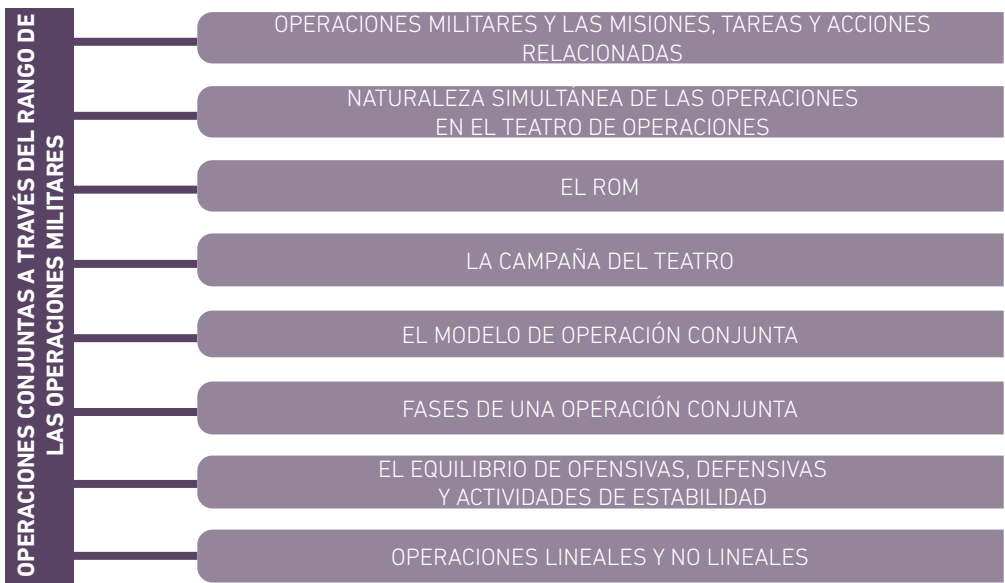 OPERACIONES CONJUNTAS A TRAVÉS DEL RANGO DE
LAS OPERACIONES MILITARES
OPERACIONES MILITARES Y LAS MISIONES, TAREAS Y ACCIONES
RELACIONADAS
NATURALEZA SIMULTÁNEA DE LAS OPERACIONES
EN EL TEATRO DE OPERACIONES
EL ROM
LA CAMPAÑA DEL TEATRO
EL MODELO DE OPERACIÓN CONJUNTA
FASES DE UNA OPERACIÓN CONJUNTA
EL EQUILIBRIO DE OFENSIVAS, DEFENSIVAS
Y ACTIVIDADES DE ESTABILIDAD
OPERACIONES LINEALES Y NO LINEALES